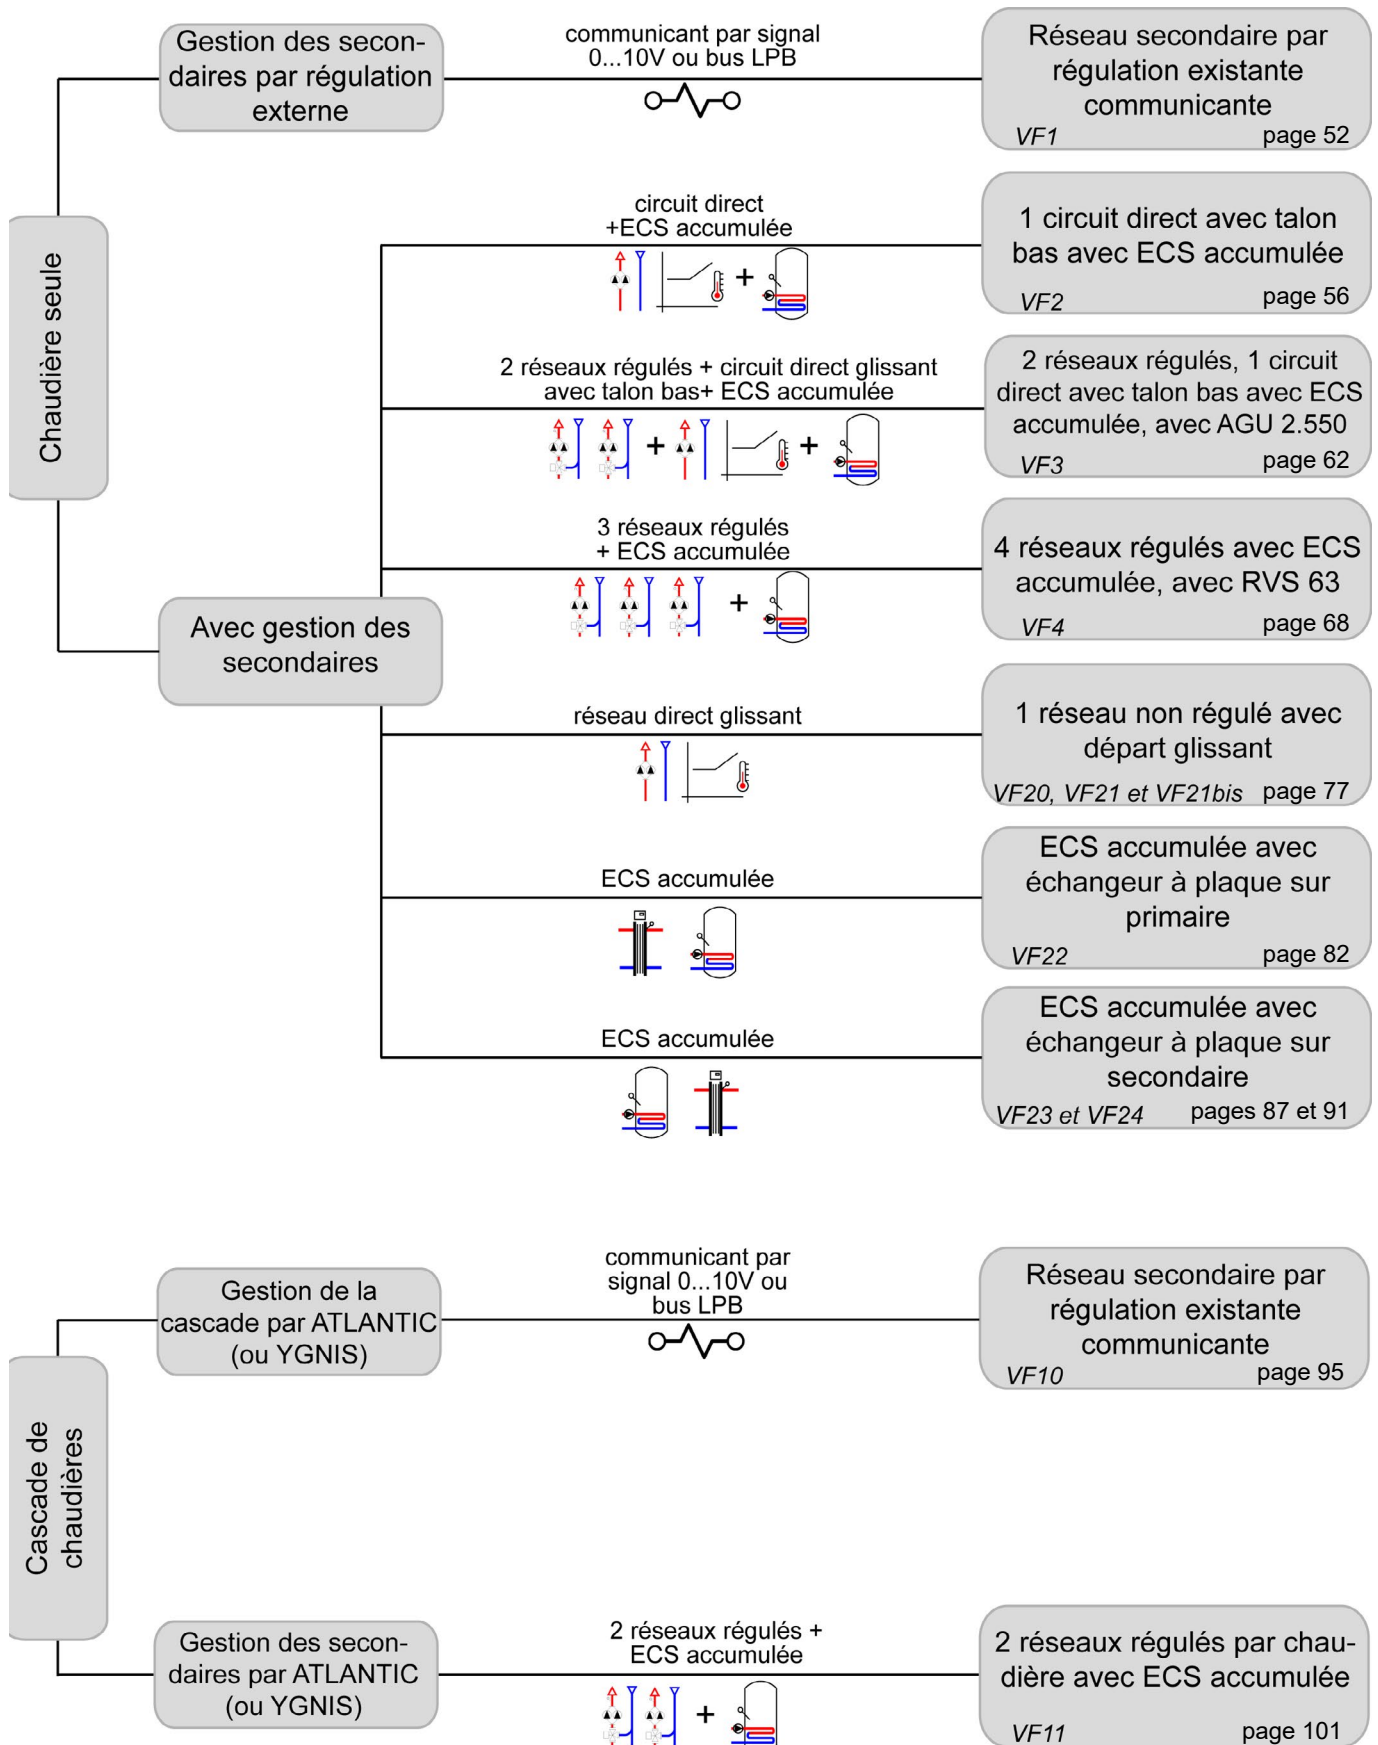 Chaudière seule
Gestion des secon-
daires par régulation
externe
communicant par signal
0...10V ou bus LPB
Réseau secondaire par
régulation existante
communicante
VF1 page 52
Avec gestion des
secondaires
circuit direct
+ECS accumulée
+
1 circuit direct avec talon
bas avec ECS accumulée
VF2 page 56
2 réseaux régulés + circuit direct glissant
avec talon bas+ ECS accumulée
+ +
2 réseaux régulés, 1 circuit
direct avec talon bas avec ECS
accumulée, avec AGU 2.550
VF3 page 62
3 réseaux régulés
+ ECS accumulée
+
4 réseaux régulés avec ECS
accumulée, avec RVS 63
VF4 page 68
réseau direct glissant
1 réseau non régulé avec
départ glissant
VF20, VF21 et VF21bis page 77
ECS accumulée
ECS accumulée avec
échangeur à plaque sur
primaire
VF22 page 82
ECS accumulée
ECS accumulée avec
échangeur à plaque sur
secondaire
VF23 et VF24 pages 87 et 91
Cascade de
chaudières
Gestion de la
cascade par ATLANTIC
(ou YGNIS)
communicant par
signal 0...10V ou
bus LPB
Réseau secondaire par
régulation existante
communicante
VF10 page 95
Gestion des secon-
daires par ATLANTIC
(ou YGNIS)
2 réseaux régulés +
ECS accumulée
+
2 réseaux régulés par chau-
dière avec ECS accumulée
VF11 page 101